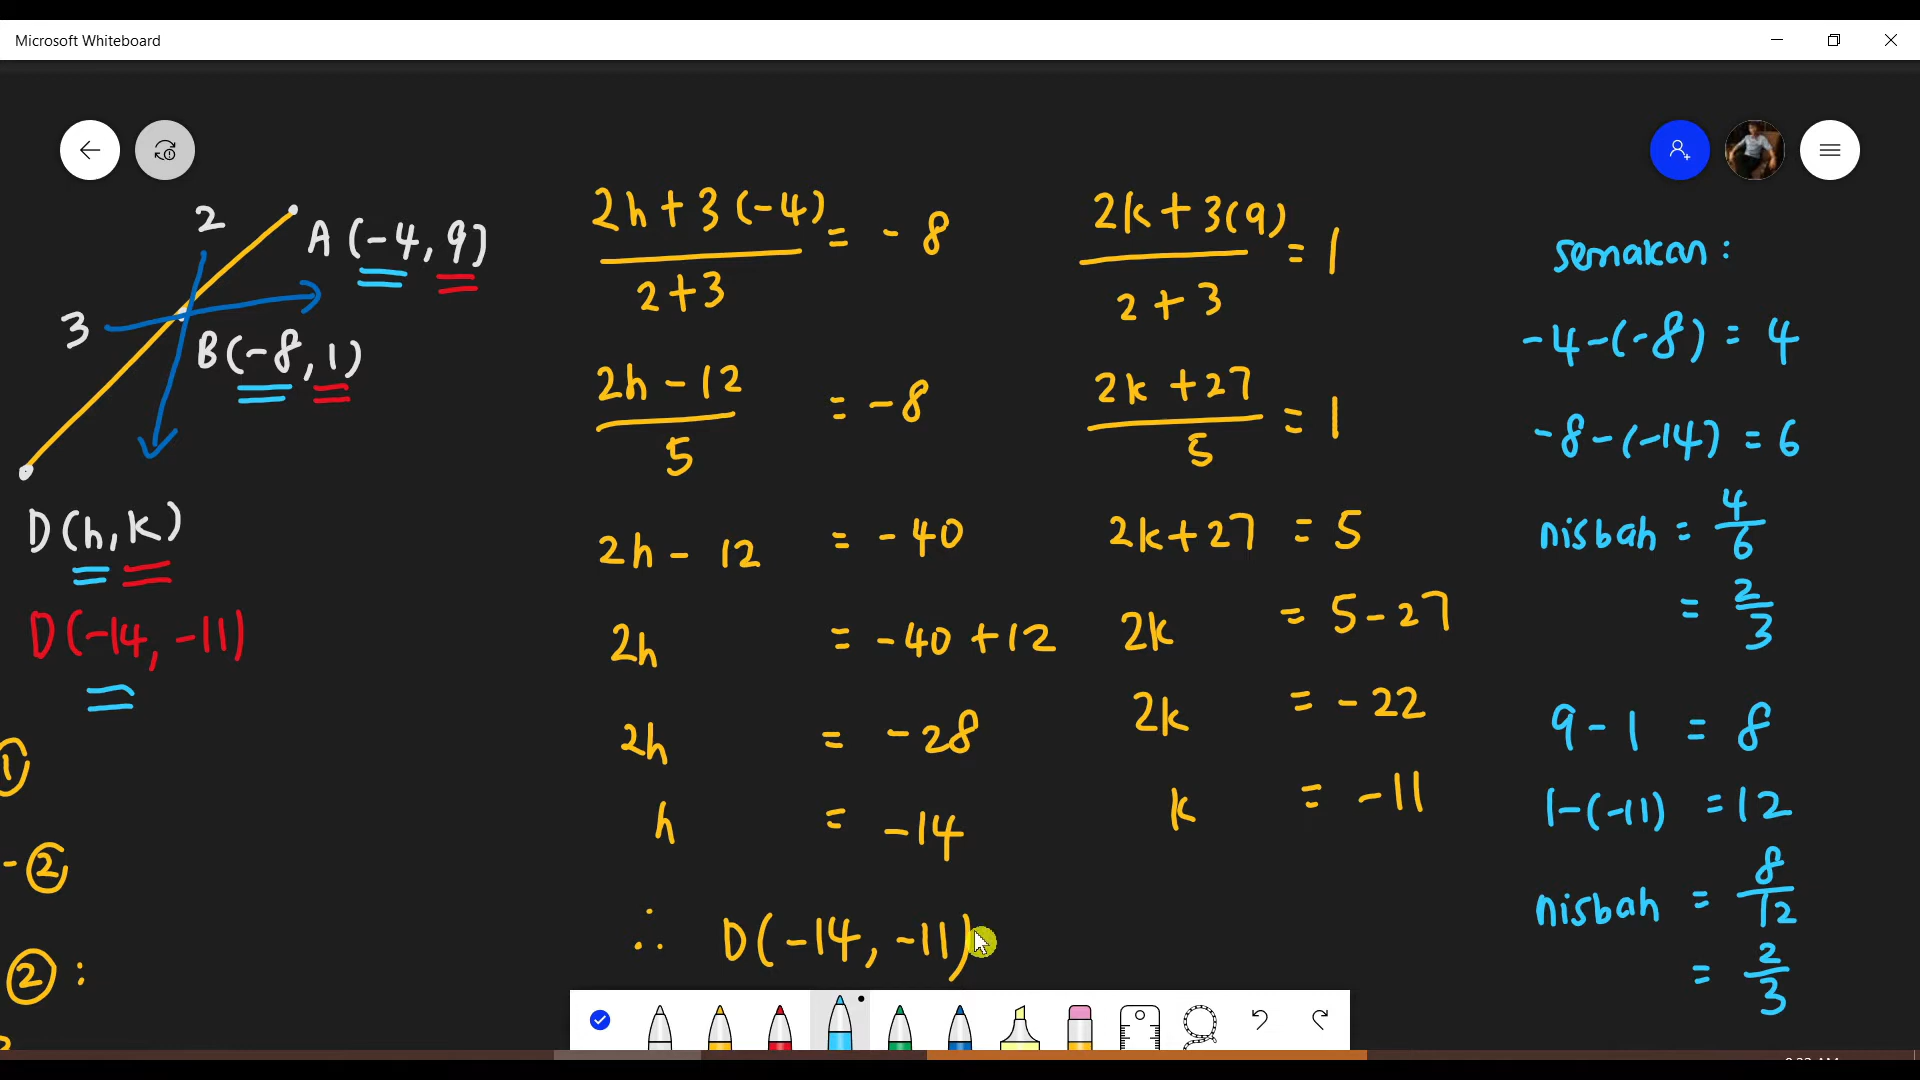 Microsoft Whiteboard
2
A (-4, 9)
3
B(-8, 1)
D(h, k)
D(-14, -11)
①
- ②
② :
2h + 3(-4) / 2+3 = -8
2h - 12 / 5 = -8
2h - 12 = -40
2h = -40 + 12
2h = -28
h = -14
∴ D(-14, -11)
2k + 3(9) / 2 + 3 = 1
2k + 27 / 5 = 1
2k + 27 = 5
2k = 5 - 27
2k = -22
k = -11
semakan :
-4-(-8) = 4
-8-(-14) = 6
nisbah = 4/6
= 2/3
9 - 1 = 8
1-(-11) = 12
nisbah = 8/12
= 2/3